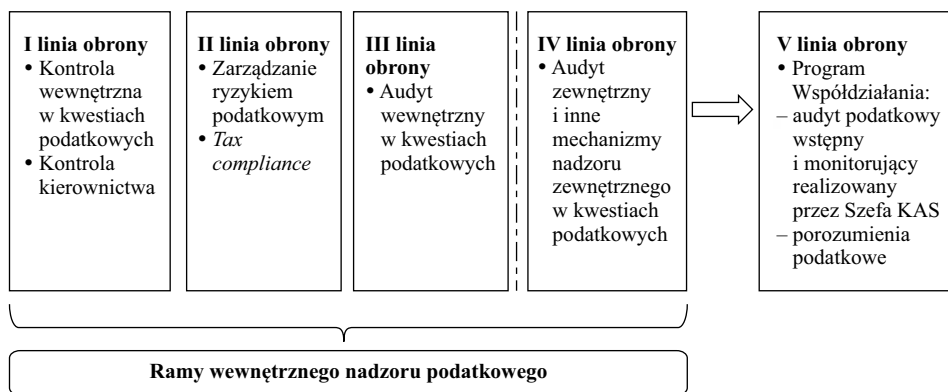 I linia obrony
• Kontrola
wewnętrzna
w kwestiach
podatkowych
• Kontrola
kierownictwa
II linia obrony
• Zarządzanie
ryzykiem
podatkowym
• Tax
compliance
III linia
obrony
• Audyt
wewnętrzny
w kwestiach
podatkowych
IV linia obrony
• Audyt
zewnętrzny
i inne
mechanizmy
nadzoru
zewnętrznego
w kwestiach
podatkowych
V linia obrony
• Program
Współdziałania:
– audyt podatkowy
wstępny
i monitorujący
realizowany
przez Szefa KAS
– porozumienia
podatkowe
Ramy wewnętrznego nadzoru podatkowego